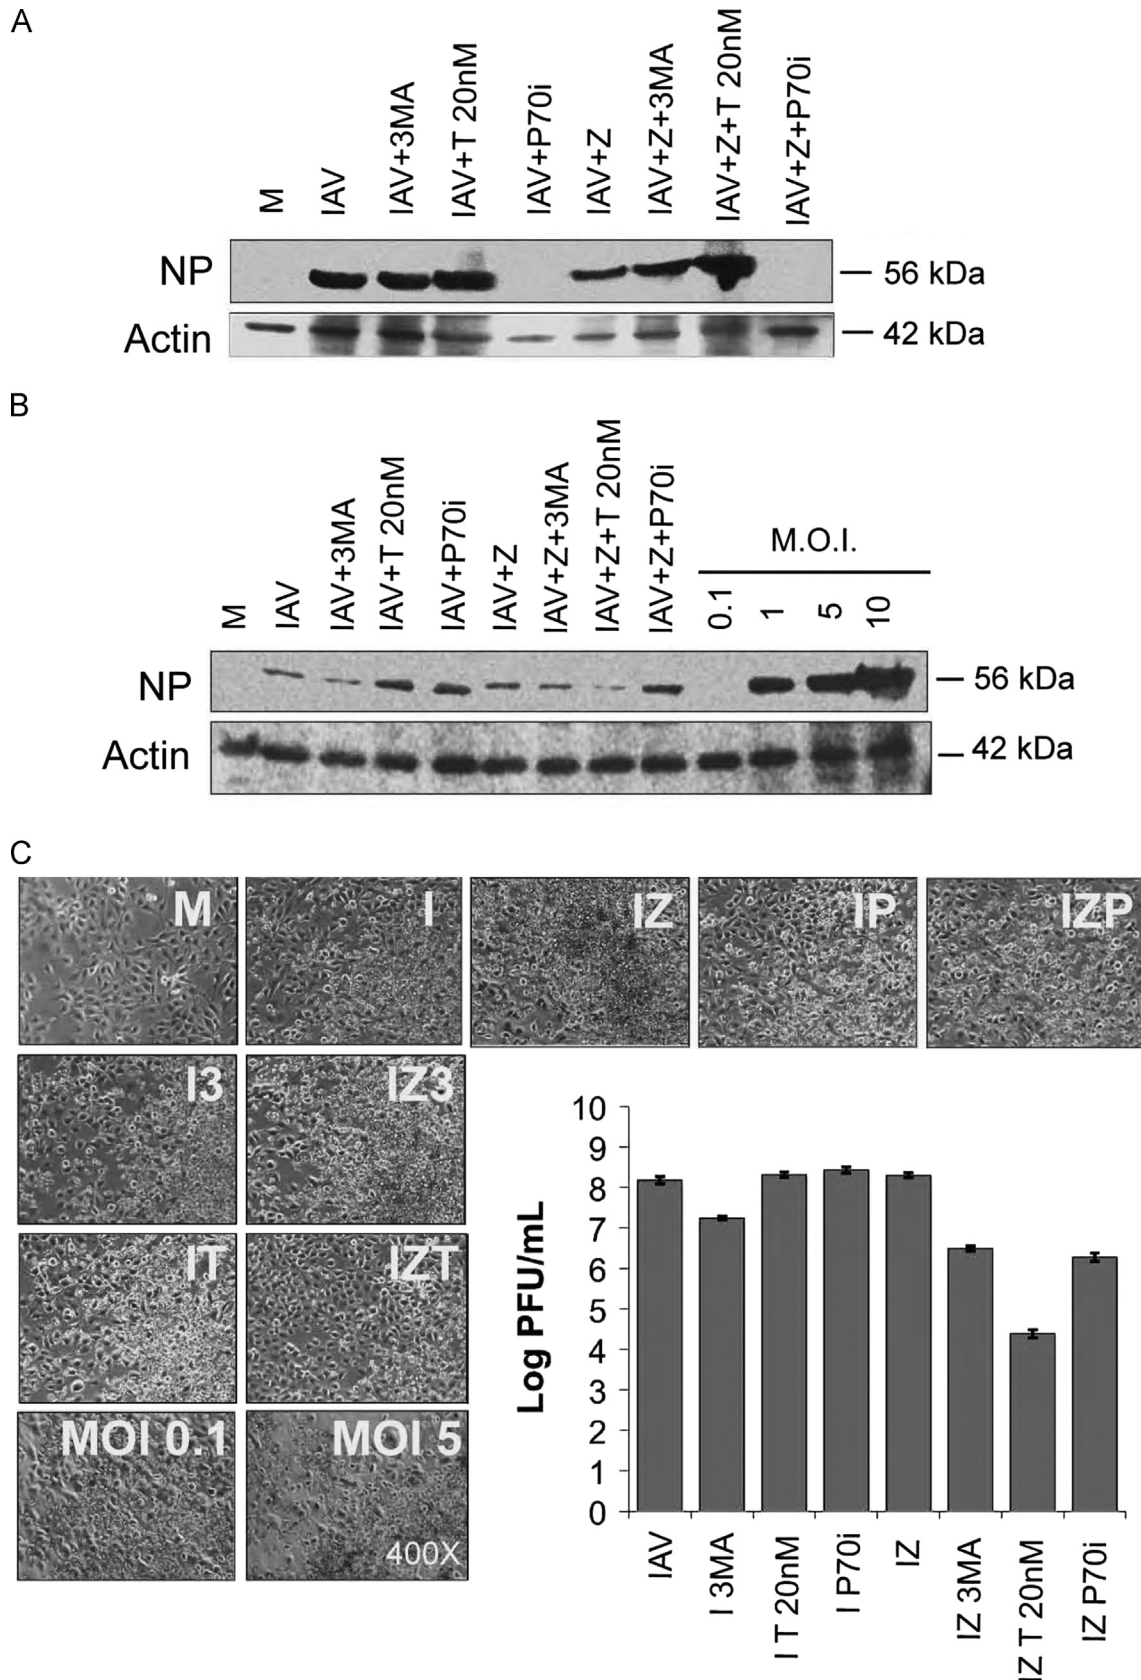 A
M
IAV
IAV+3MA
IAV+T 20nM
IAV+P70i
IAV+Z
IAV+Z+3MA
IAV+Z+T 20nM
IAV+Z+P70i
NP
56 kDa
Actin
42 kDa
B
M
IAV
IAV+3MA
IAV+T 20nM
IAV+P70i
IAV+Z
IAV+Z+3MA
IAV+Z+T 20nM
IAV+Z+P70i
M.O.I.
0.1
1
5
10
NP
56 kDa
Actin
42 kDa
C
M
I
IZ
IP
IZP
I3
IZ3
IT
IZT
MOI 0.1
MOI 5
400X
Log PFU/mL
10
9
8
7
6
5
4
3
2
1
0
IAV
I 3MA
I T 20nM
I P70i
IZ
IZ 3MA
IZ T 20nM
IZ P70i